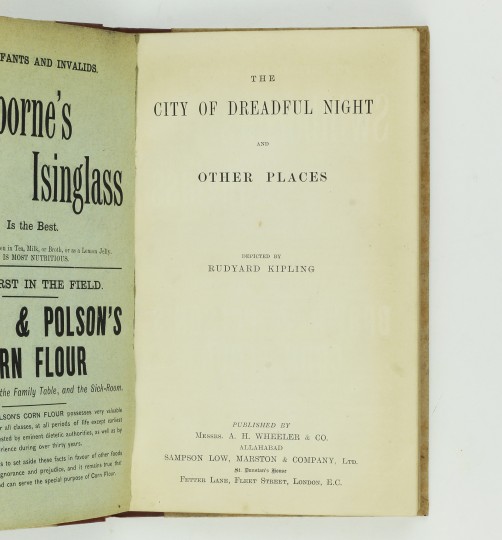 FANTS AND INVALIDS.
borne's
Isinglass
Is the Best.
in Tea, Milk, or Broth, or as a Lemon Jelly.
IS MOST NUTRITIOUS.
RST IN THE FIELD.
& POLSON'S
RN FLOUR
the Family Table, and the Sick-Room.
LSON'S CORN FLOUR possesses very valuable
r all classes, at all periods of life except earliest
ested by eminent dietetic authorities, as well as by
erience during over thirty years.
s to set aside these facts in favour of other foods
ignorance and prejudice, and it remains true that
d can serve the special purpose of Corn Flour.
THE
CITY OF DREADFUL NIGHT
AND
OTHER PLACES
DEPICTED BY
RUDYARD KIPLING
PUBLISHED BY
MESSRS. A. H. WHEELER & CO.
ALLAHABAD
SAMPSON LOW, MARSTON & COMPANY, LTD.
St. Dunstan's House
FETTER LANE, FLEET STREET, LONDON, E.C.